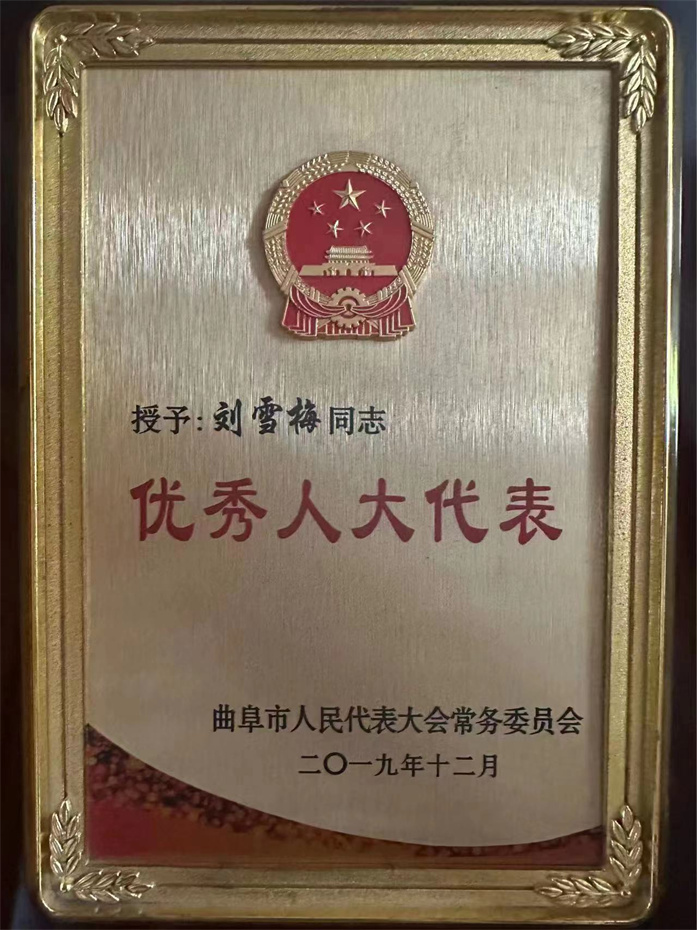 授予:刘雪梅同志
优秀人大代表
曲阜市人民代表大会常务委员会
二〇一九年十二月